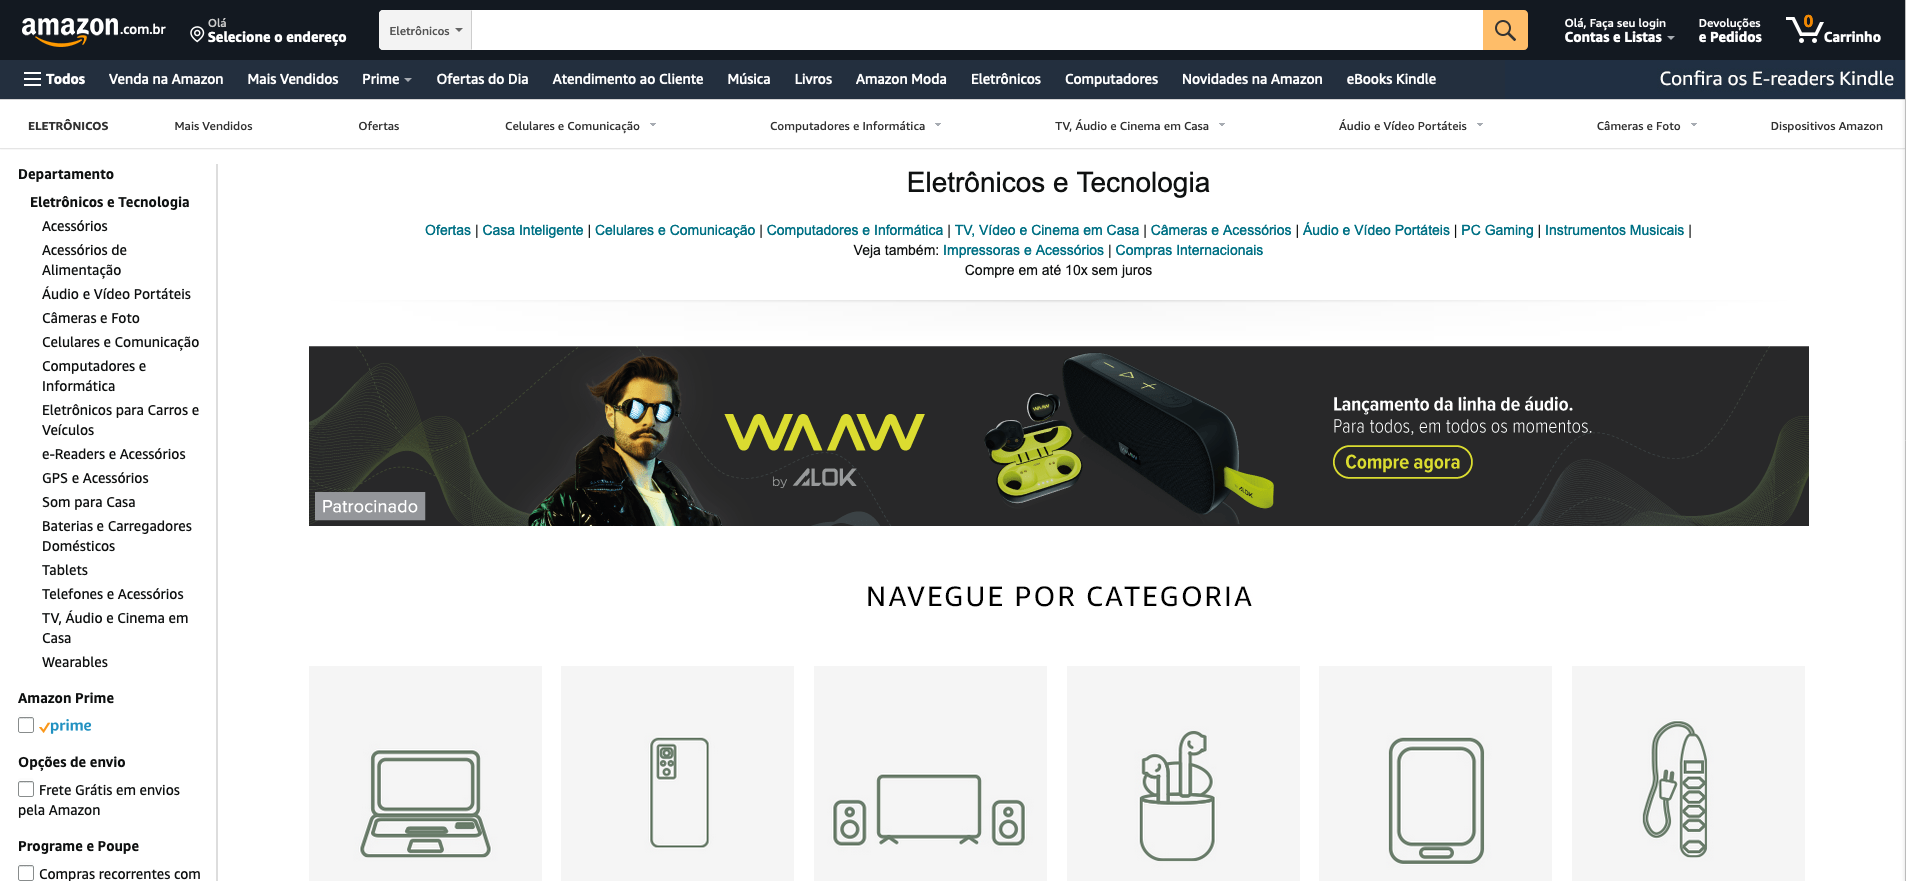 amazon.com.br
Olá
Selecione o endereço
Eletrônicos
Olá, Faça seu login
Contas e Listas
Devoluções
e Pedidos
0
Carrinho
Todos
Venda na Amazon
Mais Vendidos
Prime
Ofertas do Dia
Atendimento ao Cliente
Música
Livros
Amazon Moda
Eletrônicos
Computadores
Novidades na Amazon
eBooks Kindle
Confira os E-readers Kindle
ELETRÔNICOS
Mais Vendidos
Ofertas
Celulares e Comunicação
Computadores e Informática
TV, Áudio e Cinema em Casa
Áudio e Vídeo Portáteis
Câmeras e Foto
Dispositivos Amazon
Departamento
Eletrônicos e Tecnologia
Acessórios
Acessórios de
Alimentação
Áudio e Vídeo Portáteis
Câmeras e Foto
Celulares e Comunicação
Computadores e
Informática
Eletrônicos para Carros e
Veículos
e-Readers e Acessórios
GPS e Acessórios
Som para Casa
Baterias e Carregadores
Domésticos
Tablets
Telefones e Acessórios
TV, Áudio e Cinema em
Casa
Wearables
Amazon Prime
prime
Opções de envio
Frete Grátis em envios
pela Amazon
Programe e Poupe
Compras recorrentes com
Eletrônicos e Tecnologia
Ofertas | Casa Inteligente | Celulares e Comunicação | Computadores e Informática | TV, Vídeo e Cinema em Casa | Câmeras e Acessórios | Áudio e Vídeo Portáteis | PC Gaming | Instrumentos Musicais |
Veja também: Impressoras e Acessórios | Compras Internacionais
Compre em até 10x sem juros
WAAW
by ALOK
WAAW
ALOK
Lançamento da linha de áudio.
Para todos, em todos os momentos.
Compre agora
Patrocinado
NAVEGUE POR CATEGORIA